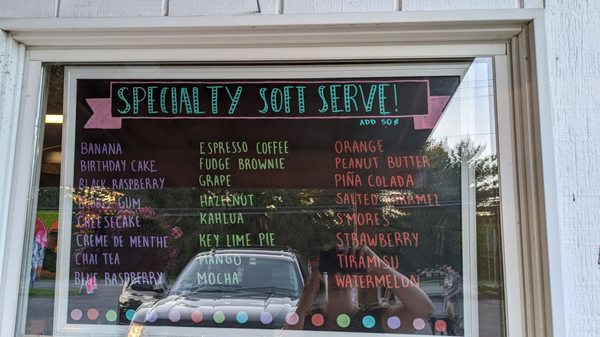 SPECIALTY SOFT SERVE!
ADD 50¢
BANANA
BIRTHDAY CAKE
BLACK RASPBERRY
GUM
CHEESECAKE
CREME DE MENTHE
CHAI TEA
BLUE RASPBERRY
ESPRESSO COFFEE
FUDGE BROWNIE
GRAPE
HAZELNUT
KAHLUA
KEY LIME PIE
MANGO
MOCHA
ORANGE
PEANUT BUTTER
PIÑA COLADA
SALTED CARAMEL
S'MORES
STRAWBERRY
TIRAMISU
WATERMELON